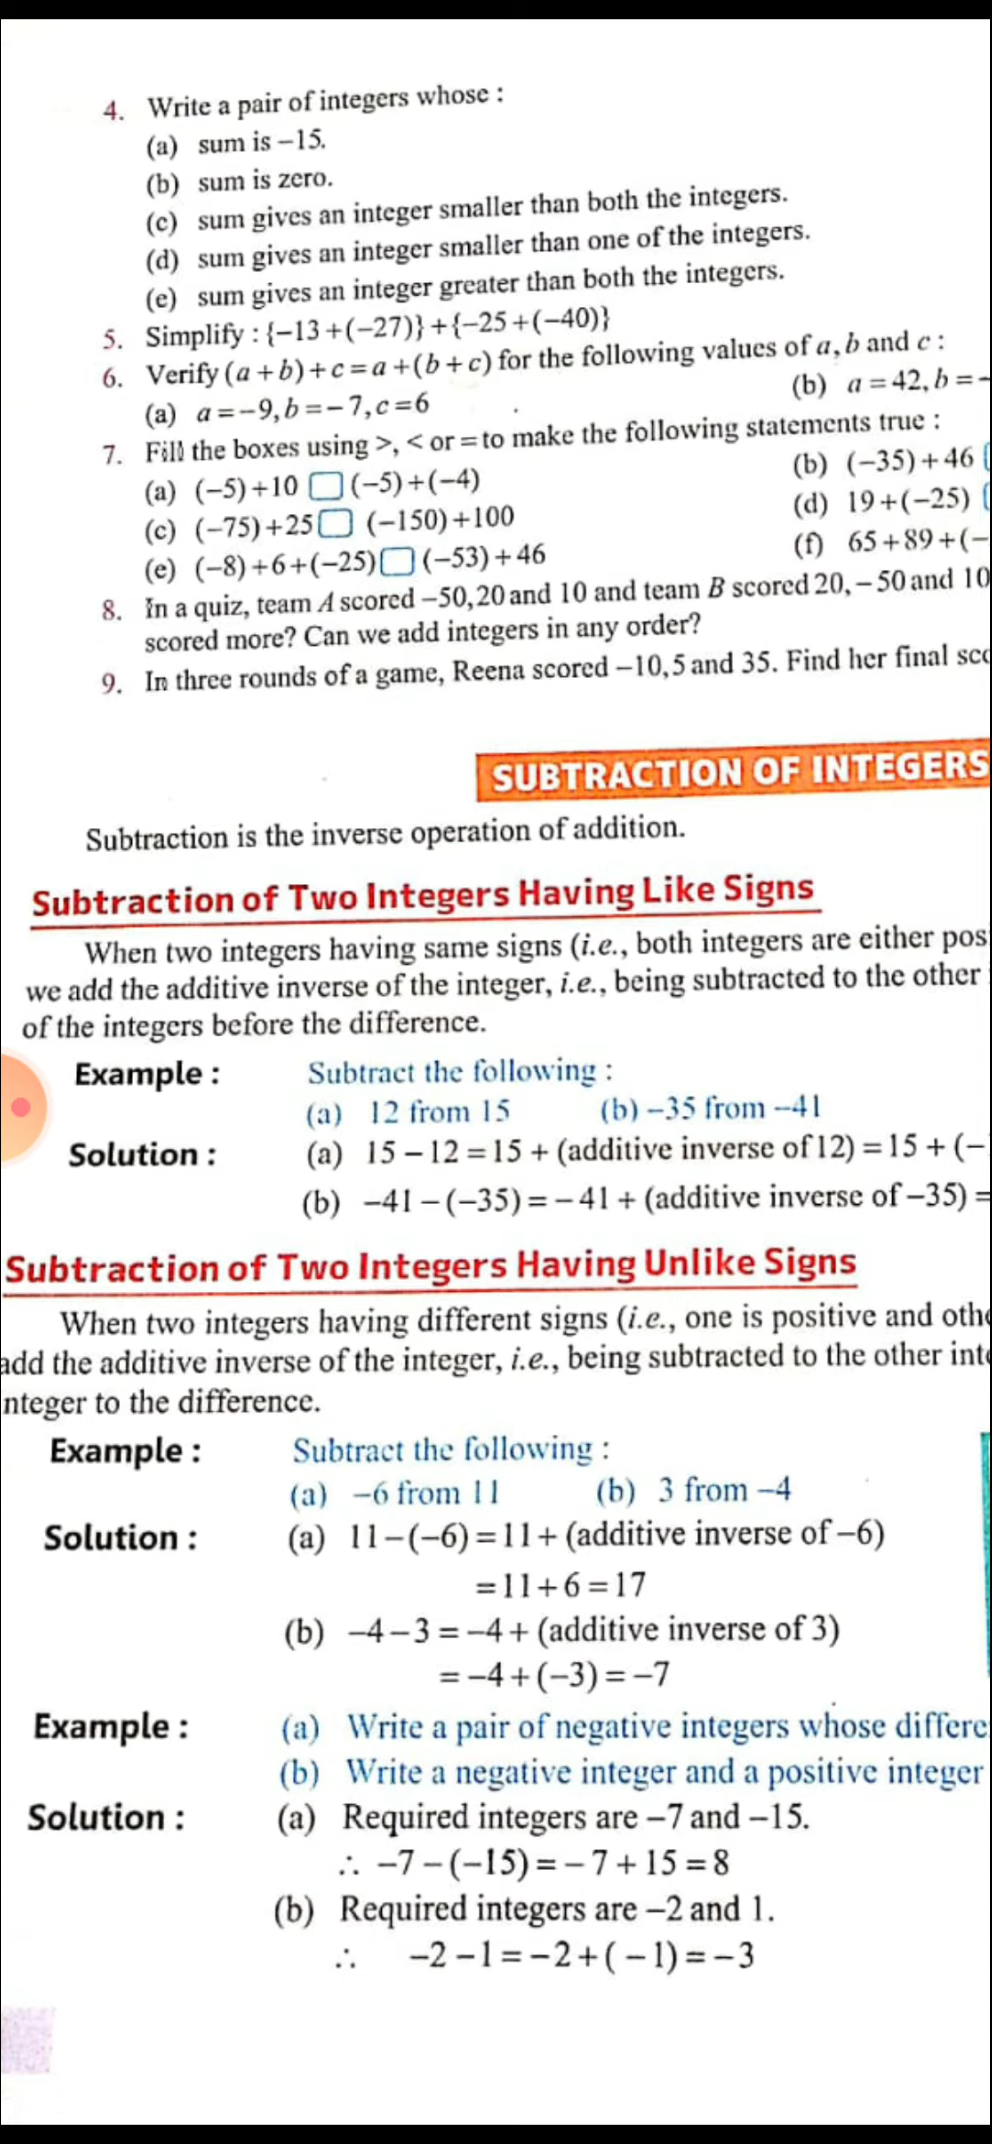 4. Write a pair of integers whose :
(a) sum is −15.
(b) sum is zero.
(c) sum gives an integer smaller than both the integers.
(d) sum gives an integer smaller than one of the integers.
(e) sum gives an integer greater than both the integers.
5. Simplify : {−13+(−27)}+{−25+(−40)}
6. Verify (a+b)+c=a+(b+c) for the following values of a, b and c :
(a) a=−9, b=−7, c=6 (b) a=42, b=−
7. Fill the boxes using >, < or = to make the following statements true :
(a) (−5)+10 □ (−5)+(−4) (b) (−35)+46
(c) (−75)+25 □ (−150)+100 (d) 19+(−25)
(e) (−8)+6+(−25) □ (−53)+46 (f) 65+89+(−
8. In a quiz, team A scored −50, 20 and 10 and team B scored 20, −50 and 10
scored more? Can we add integers in any order?
9. In three rounds of a game, Reena scored −10, 5 and 35. Find her final sco
SUBTRACTION OF INTEGERS
Subtraction is the inverse operation of addition.
Subtraction of Two Integers Having Like Signs
When two integers having same signs (i.e., both integers are either pos
we add the additive inverse of the integer, i.e., being subtracted to the other
of the integers before the difference.
Example : Subtract the following :
(a) 12 from 15 (b) −35 from −41
Solution : (a) 15−12=15+(additive inverse of 12)=15+(−
(b) −41−(−35)=−41+(additive inverse of −35)=
Subtraction of Two Integers Having Unlike Signs
When two integers having different signs (i.e., one is positive and othe
add the additive inverse of the integer, i.e., being subtracted to the other inte
nteger to the difference.
Example : Subtract the following :
(a) −6 from 11 (b) 3 from −4
Solution : (a) 11−(−6)=11+(additive inverse of −6)
=11+6=17
(b) −4−3=−4+(additive inverse of 3)
=−4+(−3)=−7
Example : (a) Write a pair of negative integers whose differe
(b) Write a negative integer and a positive integer
Solution : (a) Required integers are −7 and −15.
∴ −7−(−15)=−7+15=8
(b) Required integers are −2 and 1.
∴ −2−1=−2+(−1)=−3